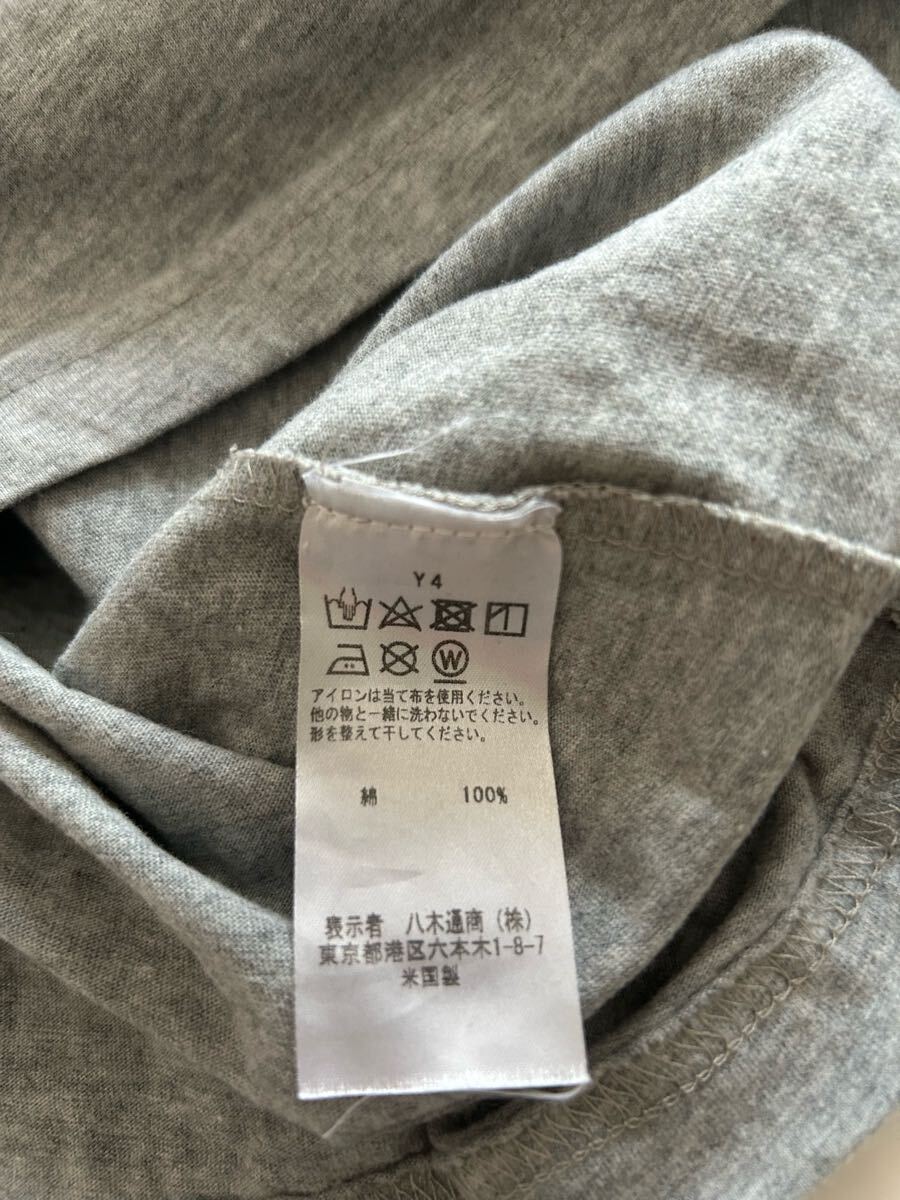 Y4
W
アイロンは当て布を使用ください。
他の物と一緒に洗わないでください。
形を整えて干してください。
綿 100%
表示者 八木通商(株)
東京都港区六本木1-8-7
米国製